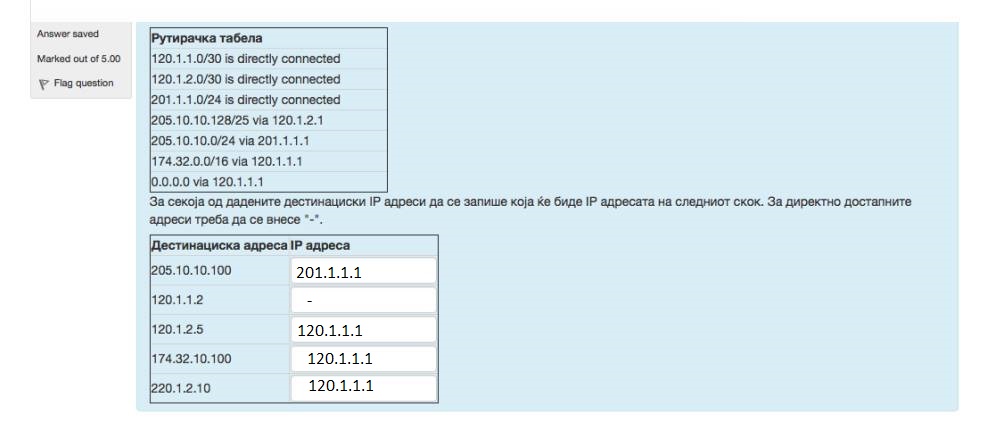 Answer saved
Marked out of 5.00
Flag question
Рутирачка табела
120.1.1.0/30 is directly connected
120.1.2.0/30 is directly connected
201.1.1.0/24 is directly connected
205.10.10.128/25 via 120.1.2.1
205.10.10.0/24 via 201.1.1.1
174.32.0.0/16 via 120.1.1.1
0.0.0.0 via 120.1.1.1
За секоја од дадените дестинациски IP адреси да се запише која ќе биде IP адресата на следниот скок. За директно достапните
адреси треба да се внесе "-".
Дестинациска адреса IP адреса
205.10.10.100 201.1.1.1
120.1.1.2 -
120.1.2.5 120.1.1.1
174.32.10.100 120.1.1.1
220.1.2.10 120.1.1.1